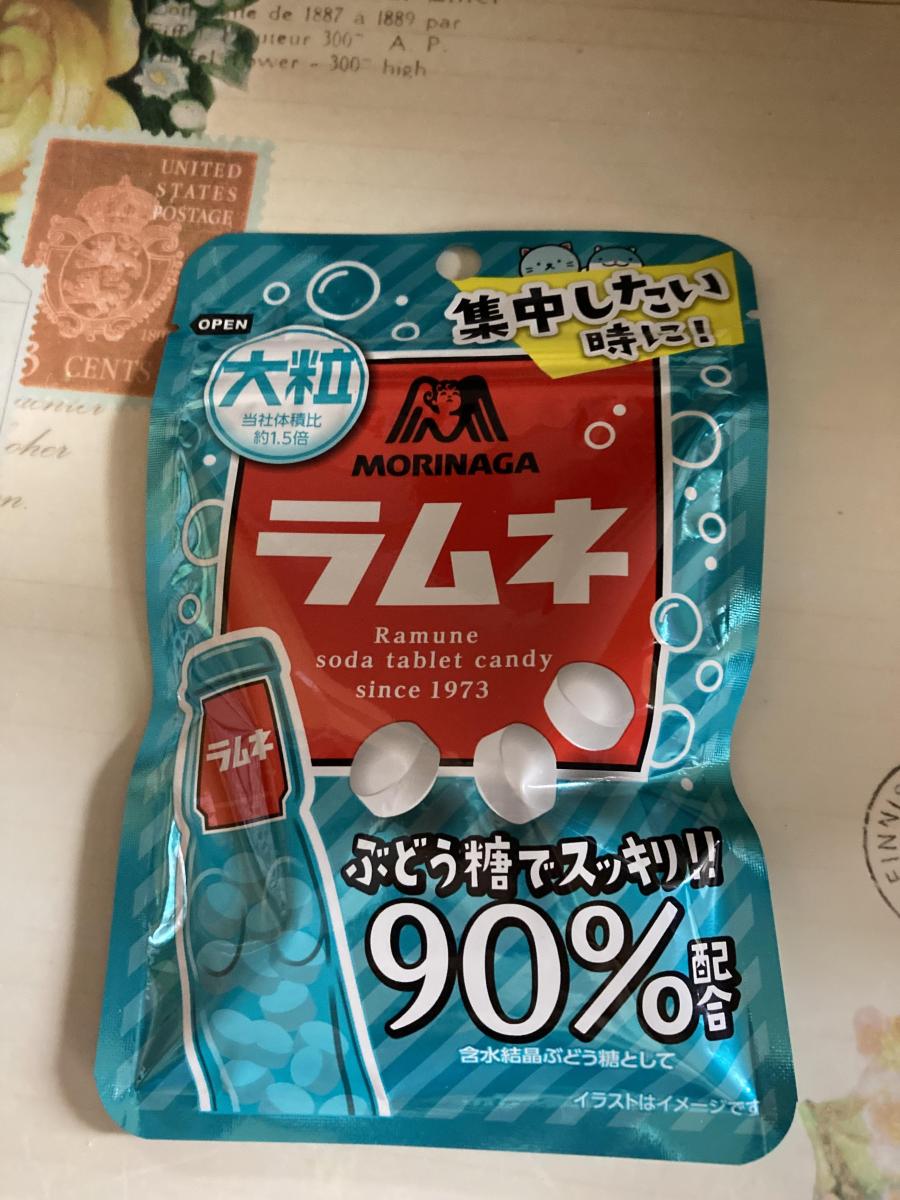 de 1887 à 1889 par
300 A. P.
300 high
UNITED
STATES
POSTAGE
CENTS
OPEN
集中したい
時に!
大粒
当社体積比
約1.5倍
MORINAGA
ラムネ
Ramune
soda tablet candy
since 1973
ラムネ
ぶどう糖でスッキリ!!
90%配合
含水結晶ぶどう糖として
イラストはイメージです